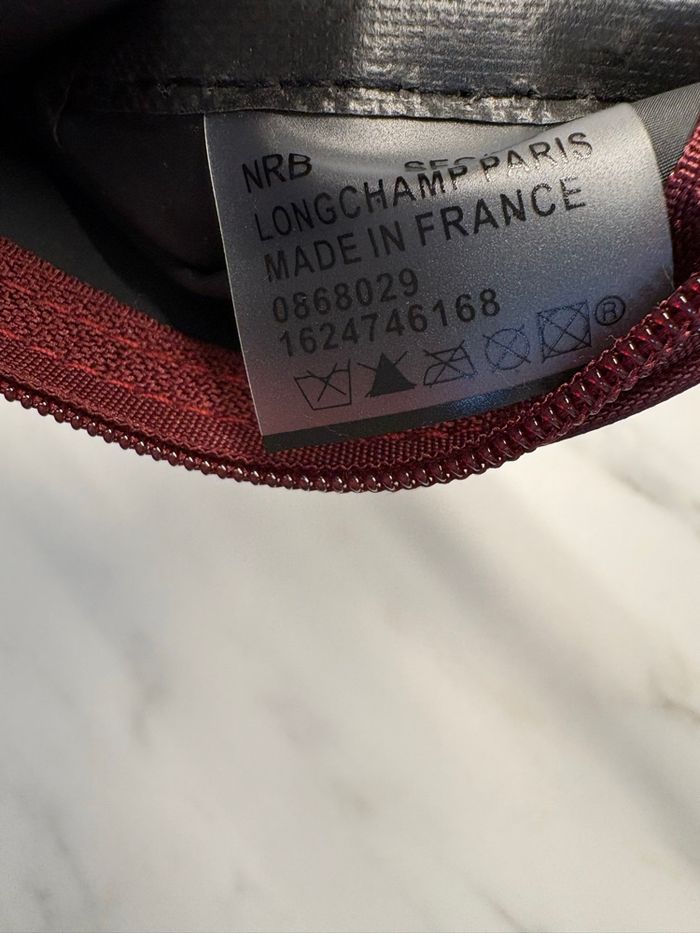 NRB
LONGCHAMP PARIS
MADE IN FRANCE
0868029
1624746168
®